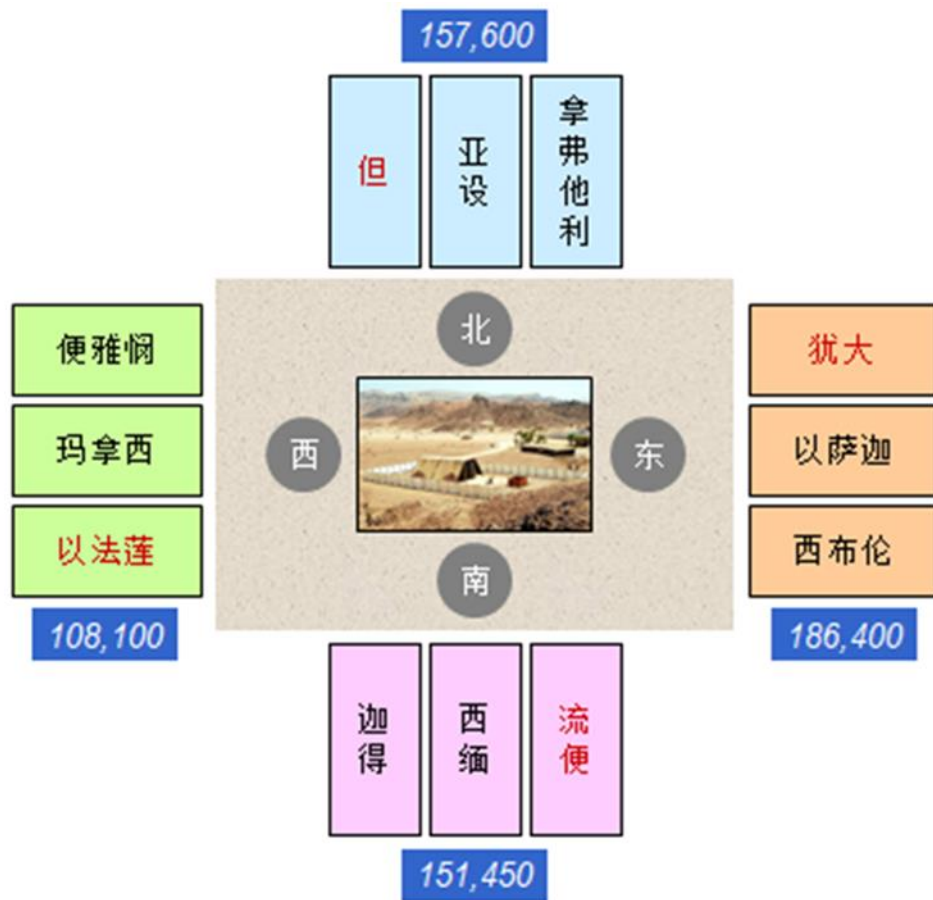 157,600
但
亚设
拿弗他利
北
便雅悯
玛拿西
以法莲
108,100
西
东
南
犹大
以萨迦
西布伦
186,400
迦得
西缅
流便
151,450